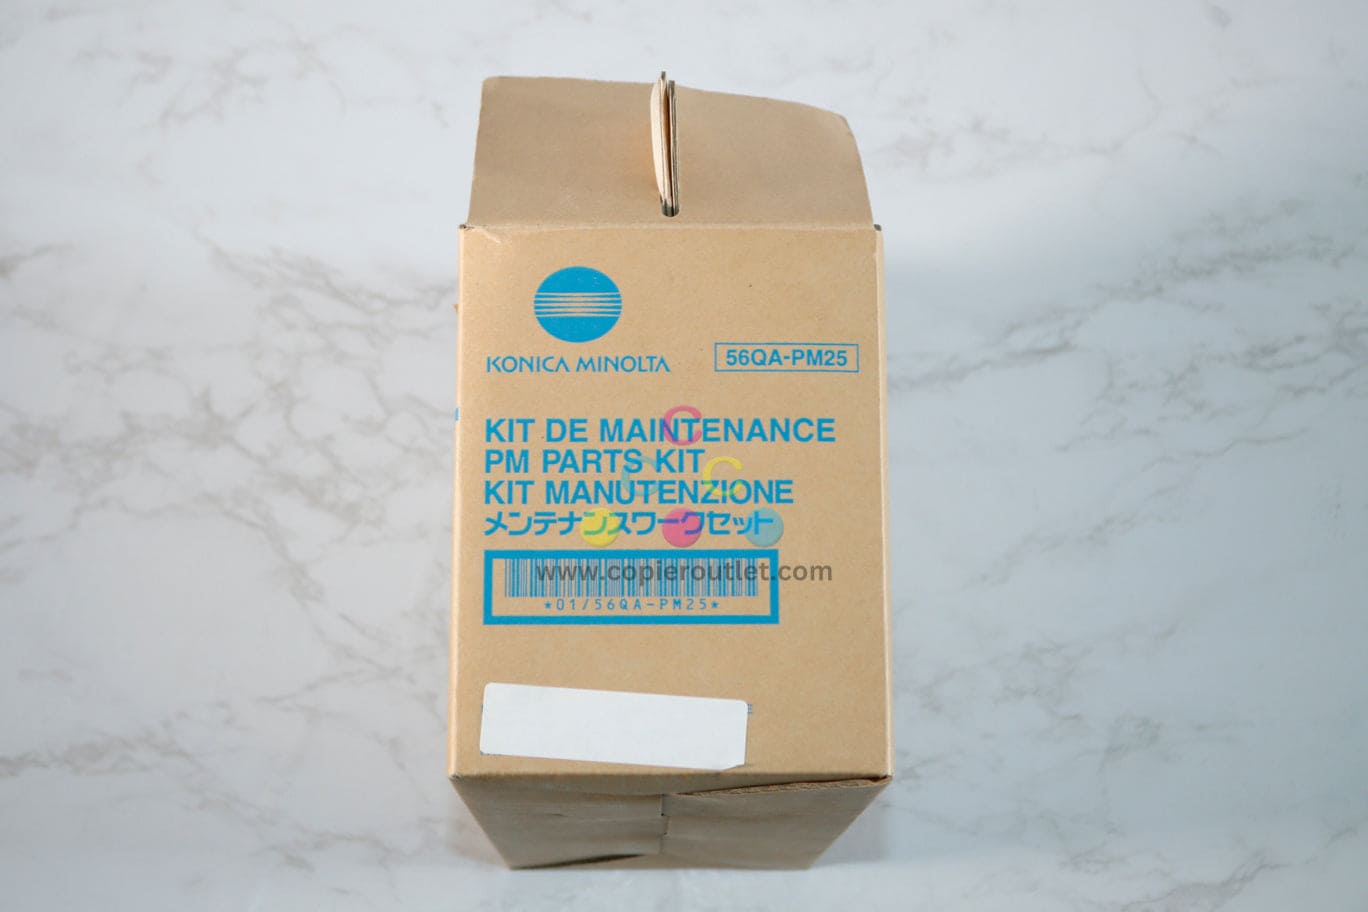 KONICA MINOLTA
56QA-PM25
KIT DE MAINTENANCE
PM PARTS KIT
KIT MANUTENZIONE
メンテナンスワークセット
www.copieroutlet.com
*01/56QA-PM25*